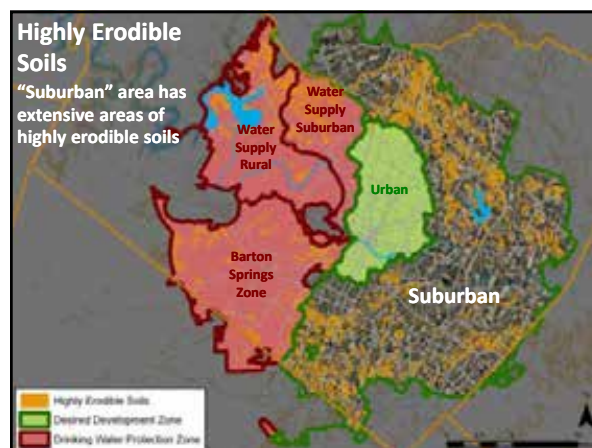 Highly Erodible
Soils
“Suburban” area has
extensive areas of
highly erodible soils
Water
Supply
Suburban
Water
Supply
Rural
Urban
Barton
Springs
Zone
Suburban
Highly Erodible Soils
Desired Development Zone
Drinking Water Protection Zone